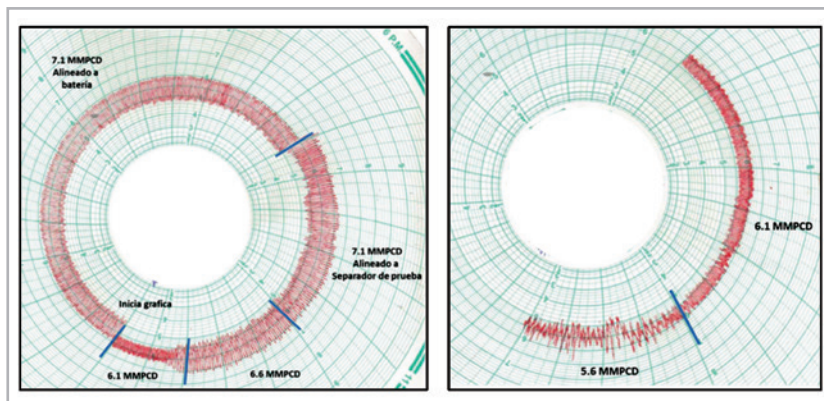 7.1 MMPCD
Alineado a
batería
6 P.M.
7.1 MMPCD
Alineado a
Separador de prueba
Inicia grafica
6.1 MMPCD
6.6 MMPCD
6.1 MMPCD
5.6 MMPCD